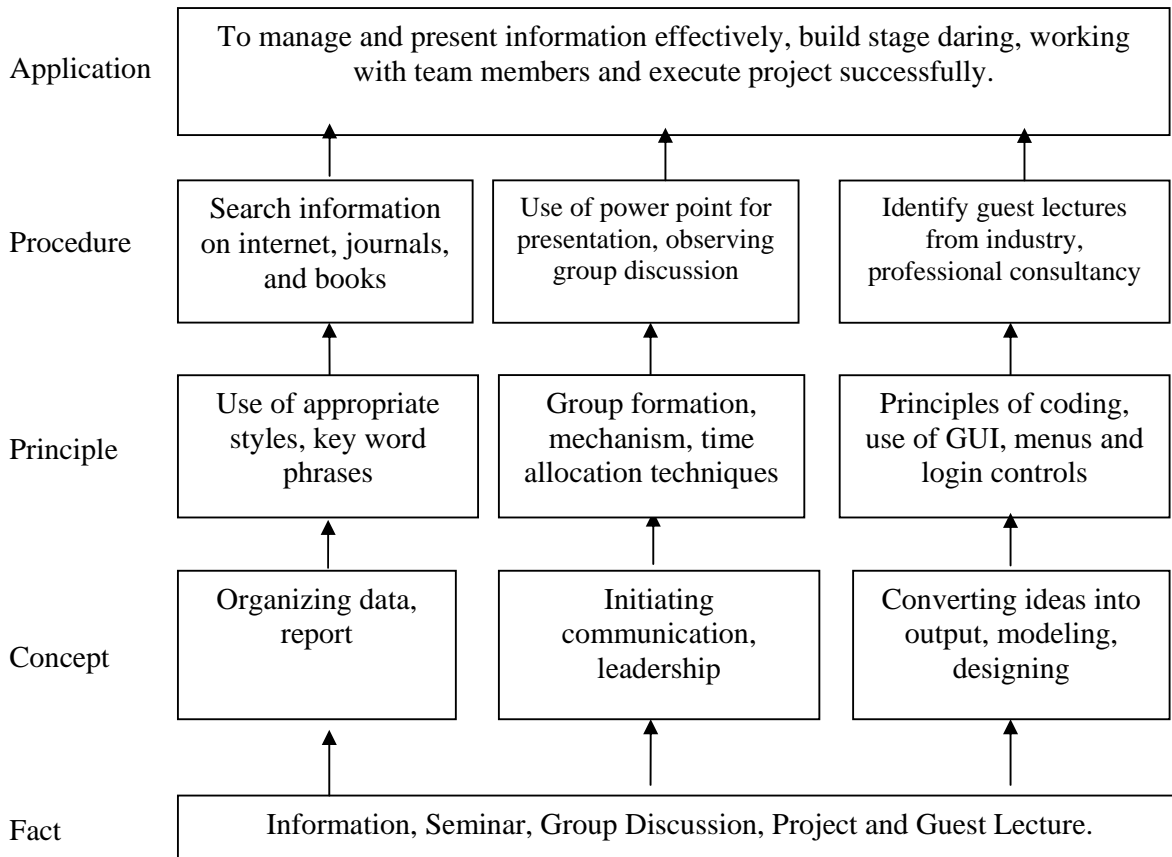 Application
To manage and present information effectively, build stage daring, working
with team members and execute project successfully.
Procedure
Search information
on internet, journals,
and books
Use of power point for
presentation, observing
group discussion
Identify guest lectures
from industry,
professional consultancy
Principle
Use of appropriate
styles, key word
phrases
Group formation,
mechanism, time
allocation techniques
Principles of coding,
use of GUI, menus and
login controls
Concept
Organizing data,
report
Initiating
communication,
leadership
Converting ideas into
output, modeling,
designing
Fact
Information, Seminar, Group Discussion, Project and Guest Lecture.